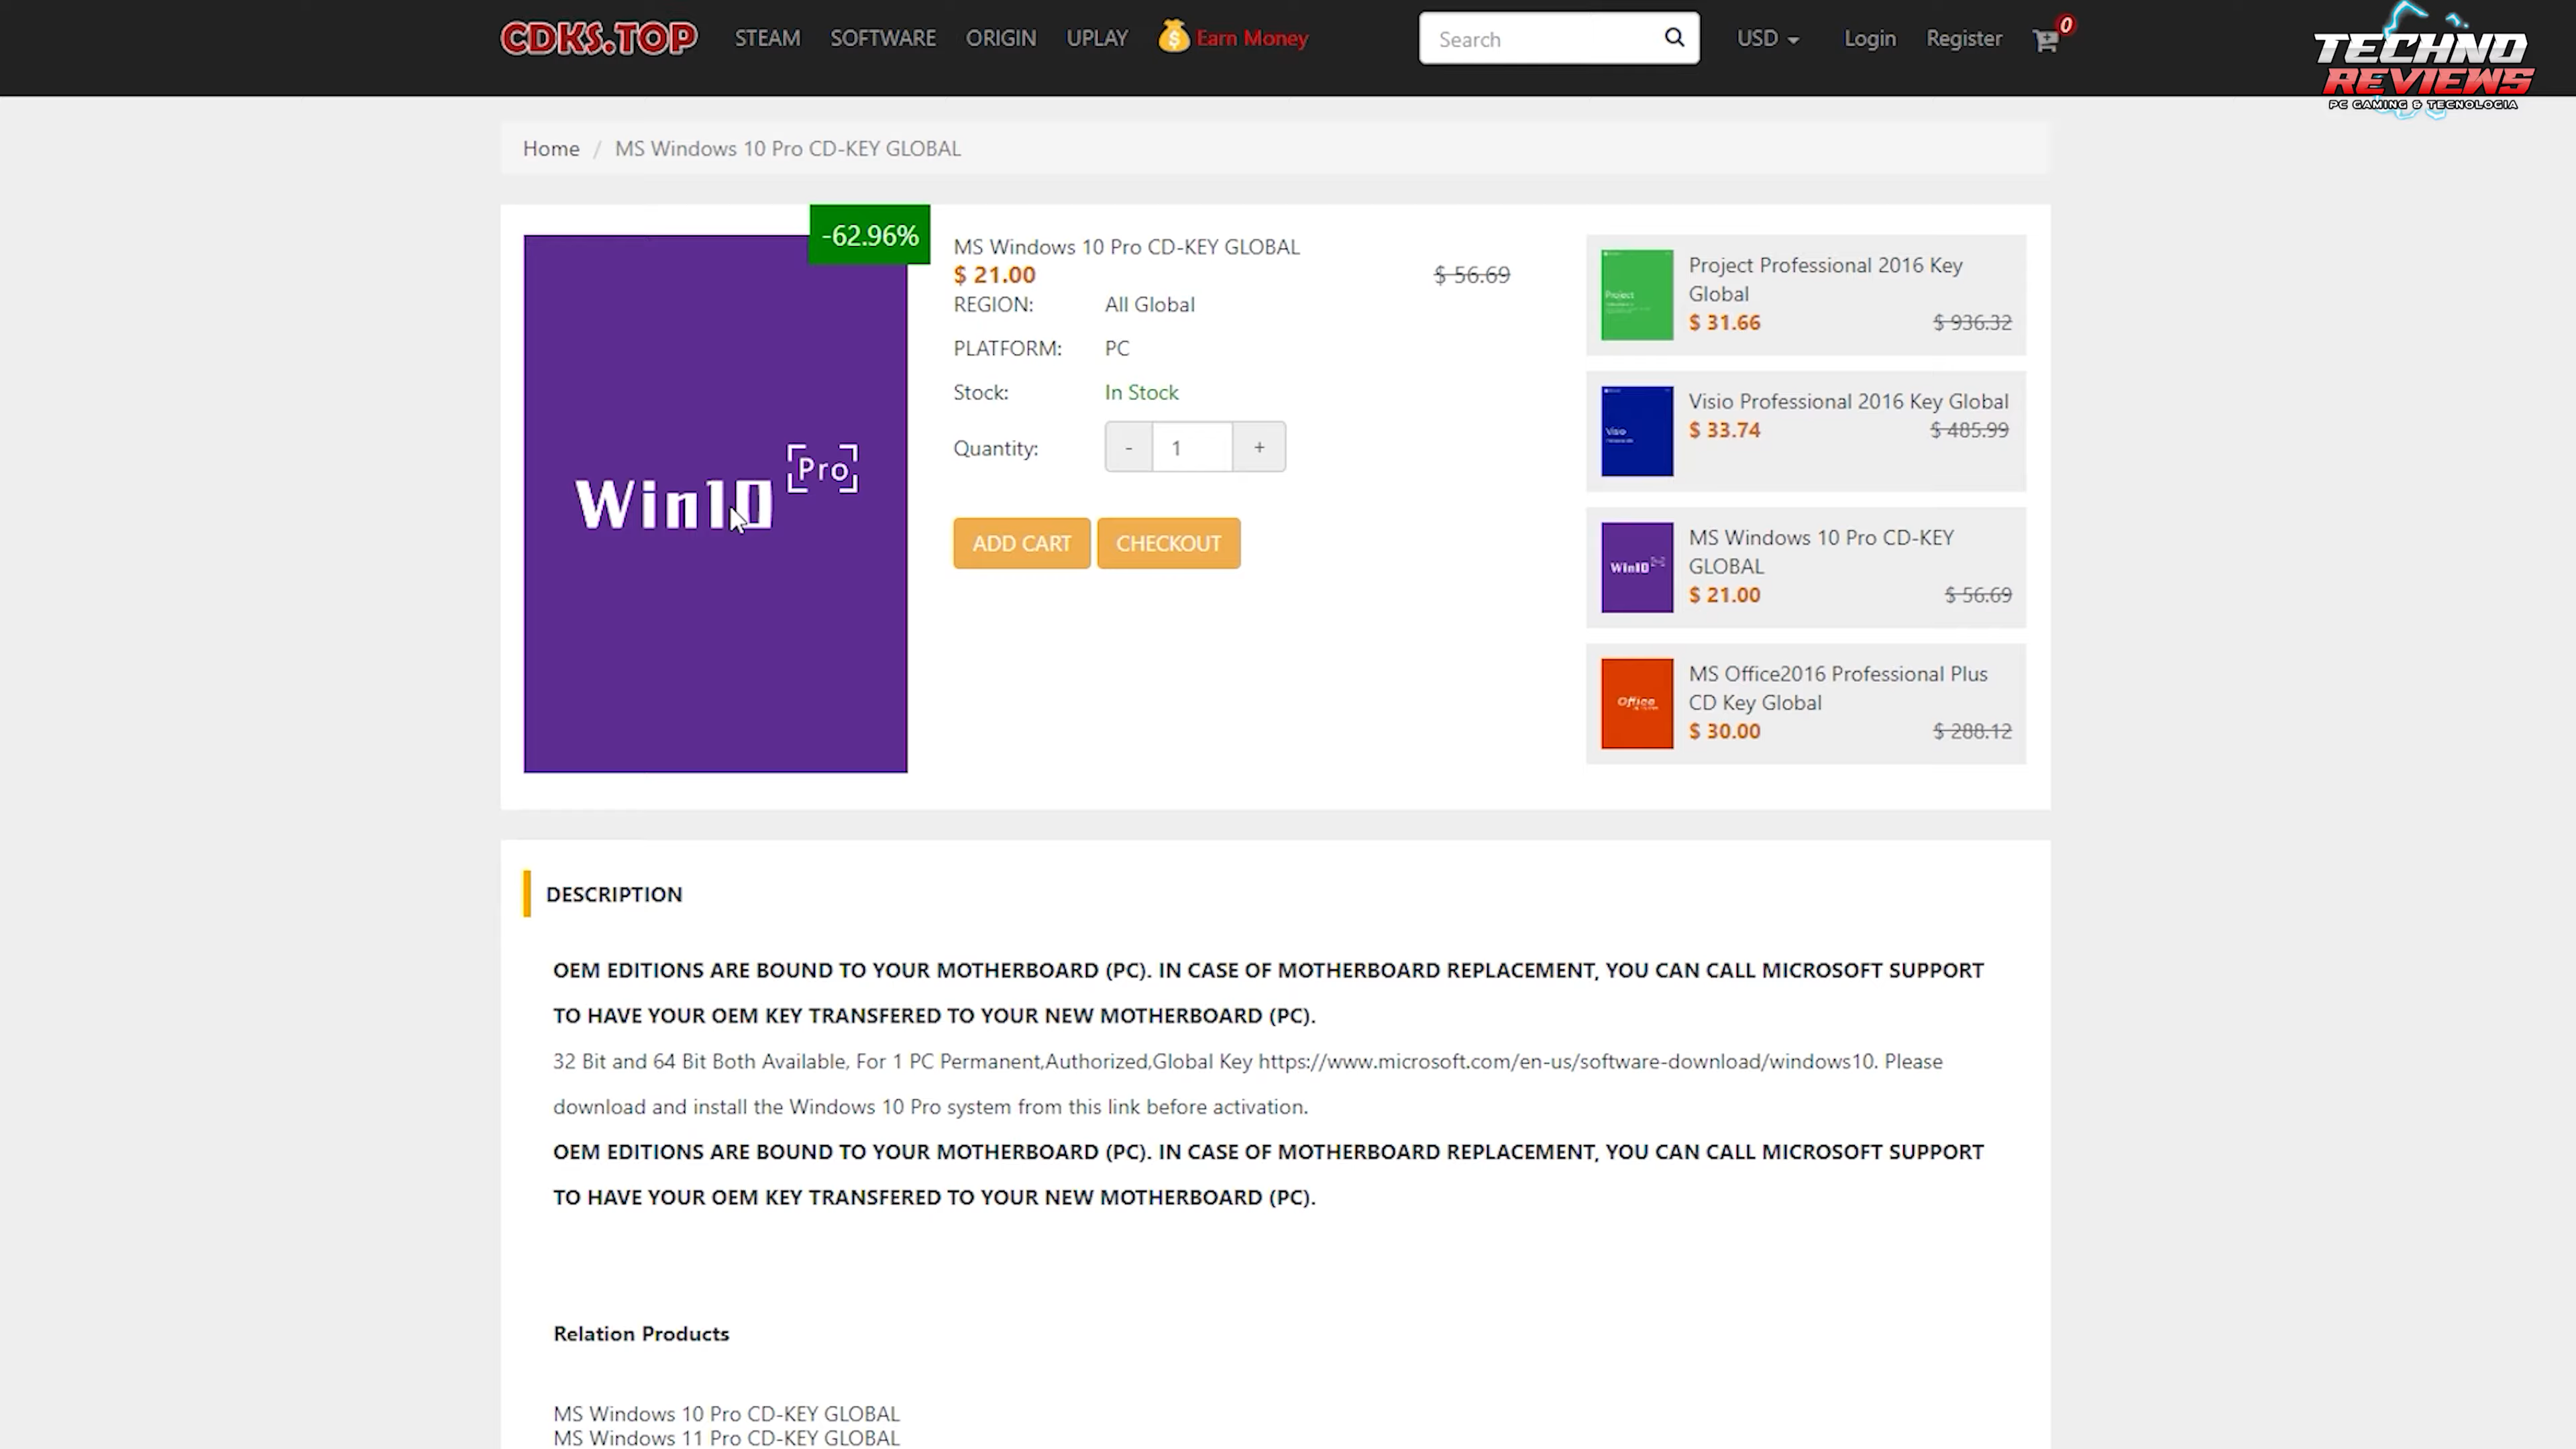 CDKS.TOP STEAM SOFTWARE ORIGIN UPLAY Earn Money Search USD Login Register 0
TECHNO
REVIEWS
PC GAMING & TECNOLOGIA
Home / MS Windows 10 Pro CD-KEY GLOBAL
-62.96%
Win10 Pro
MS Windows 10 Pro CD-KEY GLOBAL
$ 21.00 $ 56.69
REGION: All Global
PLATFORM: PC
Stock: In Stock
Quantity: - 1 +
ADD CART CHECKOUT
Project
Project Professional 2016 Key
Global
$ 31.66 $ 936.32
Visio
Visio Professional 2016 Key Global
$ 33.74 $ 485.99
Win10
MS Windows 10 Pro CD-KEY
GLOBAL
$ 21.00 $ 56.69
Office
MS Office2016 Professional Plus
CD Key Global
$ 30.00 $ 288.12
DESCRIPTION
OEM EDITIONS ARE BOUND TO YOUR MOTHERBOARD (PC). IN CASE OF MOTHERBOARD REPLACEMENT, YOU CAN CALL MICROSOFT SUPPORT
TO HAVE YOUR OEM KEY TRANSFERED TO YOUR NEW MOTHERBOARD (PC).
32 Bit and 64 Bit Both Available, For 1 PC Permanent,Authorized,Global Key https://www.microsoft.com/en-us/software-download/windows10. Please
download and install the Windows 10 Pro system from this link before activation.
OEM EDITIONS ARE BOUND TO YOUR MOTHERBOARD (PC). IN CASE OF MOTHERBOARD REPLACEMENT, YOU CAN CALL MICROSOFT SUPPORT
TO HAVE YOUR OEM KEY TRANSFERED TO YOUR NEW MOTHERBOARD (PC).
Relation Products
MS Windows 10 Pro CD-KEY GLOBAL
MS Windows 11 Pro CD-KEY GLOBAL